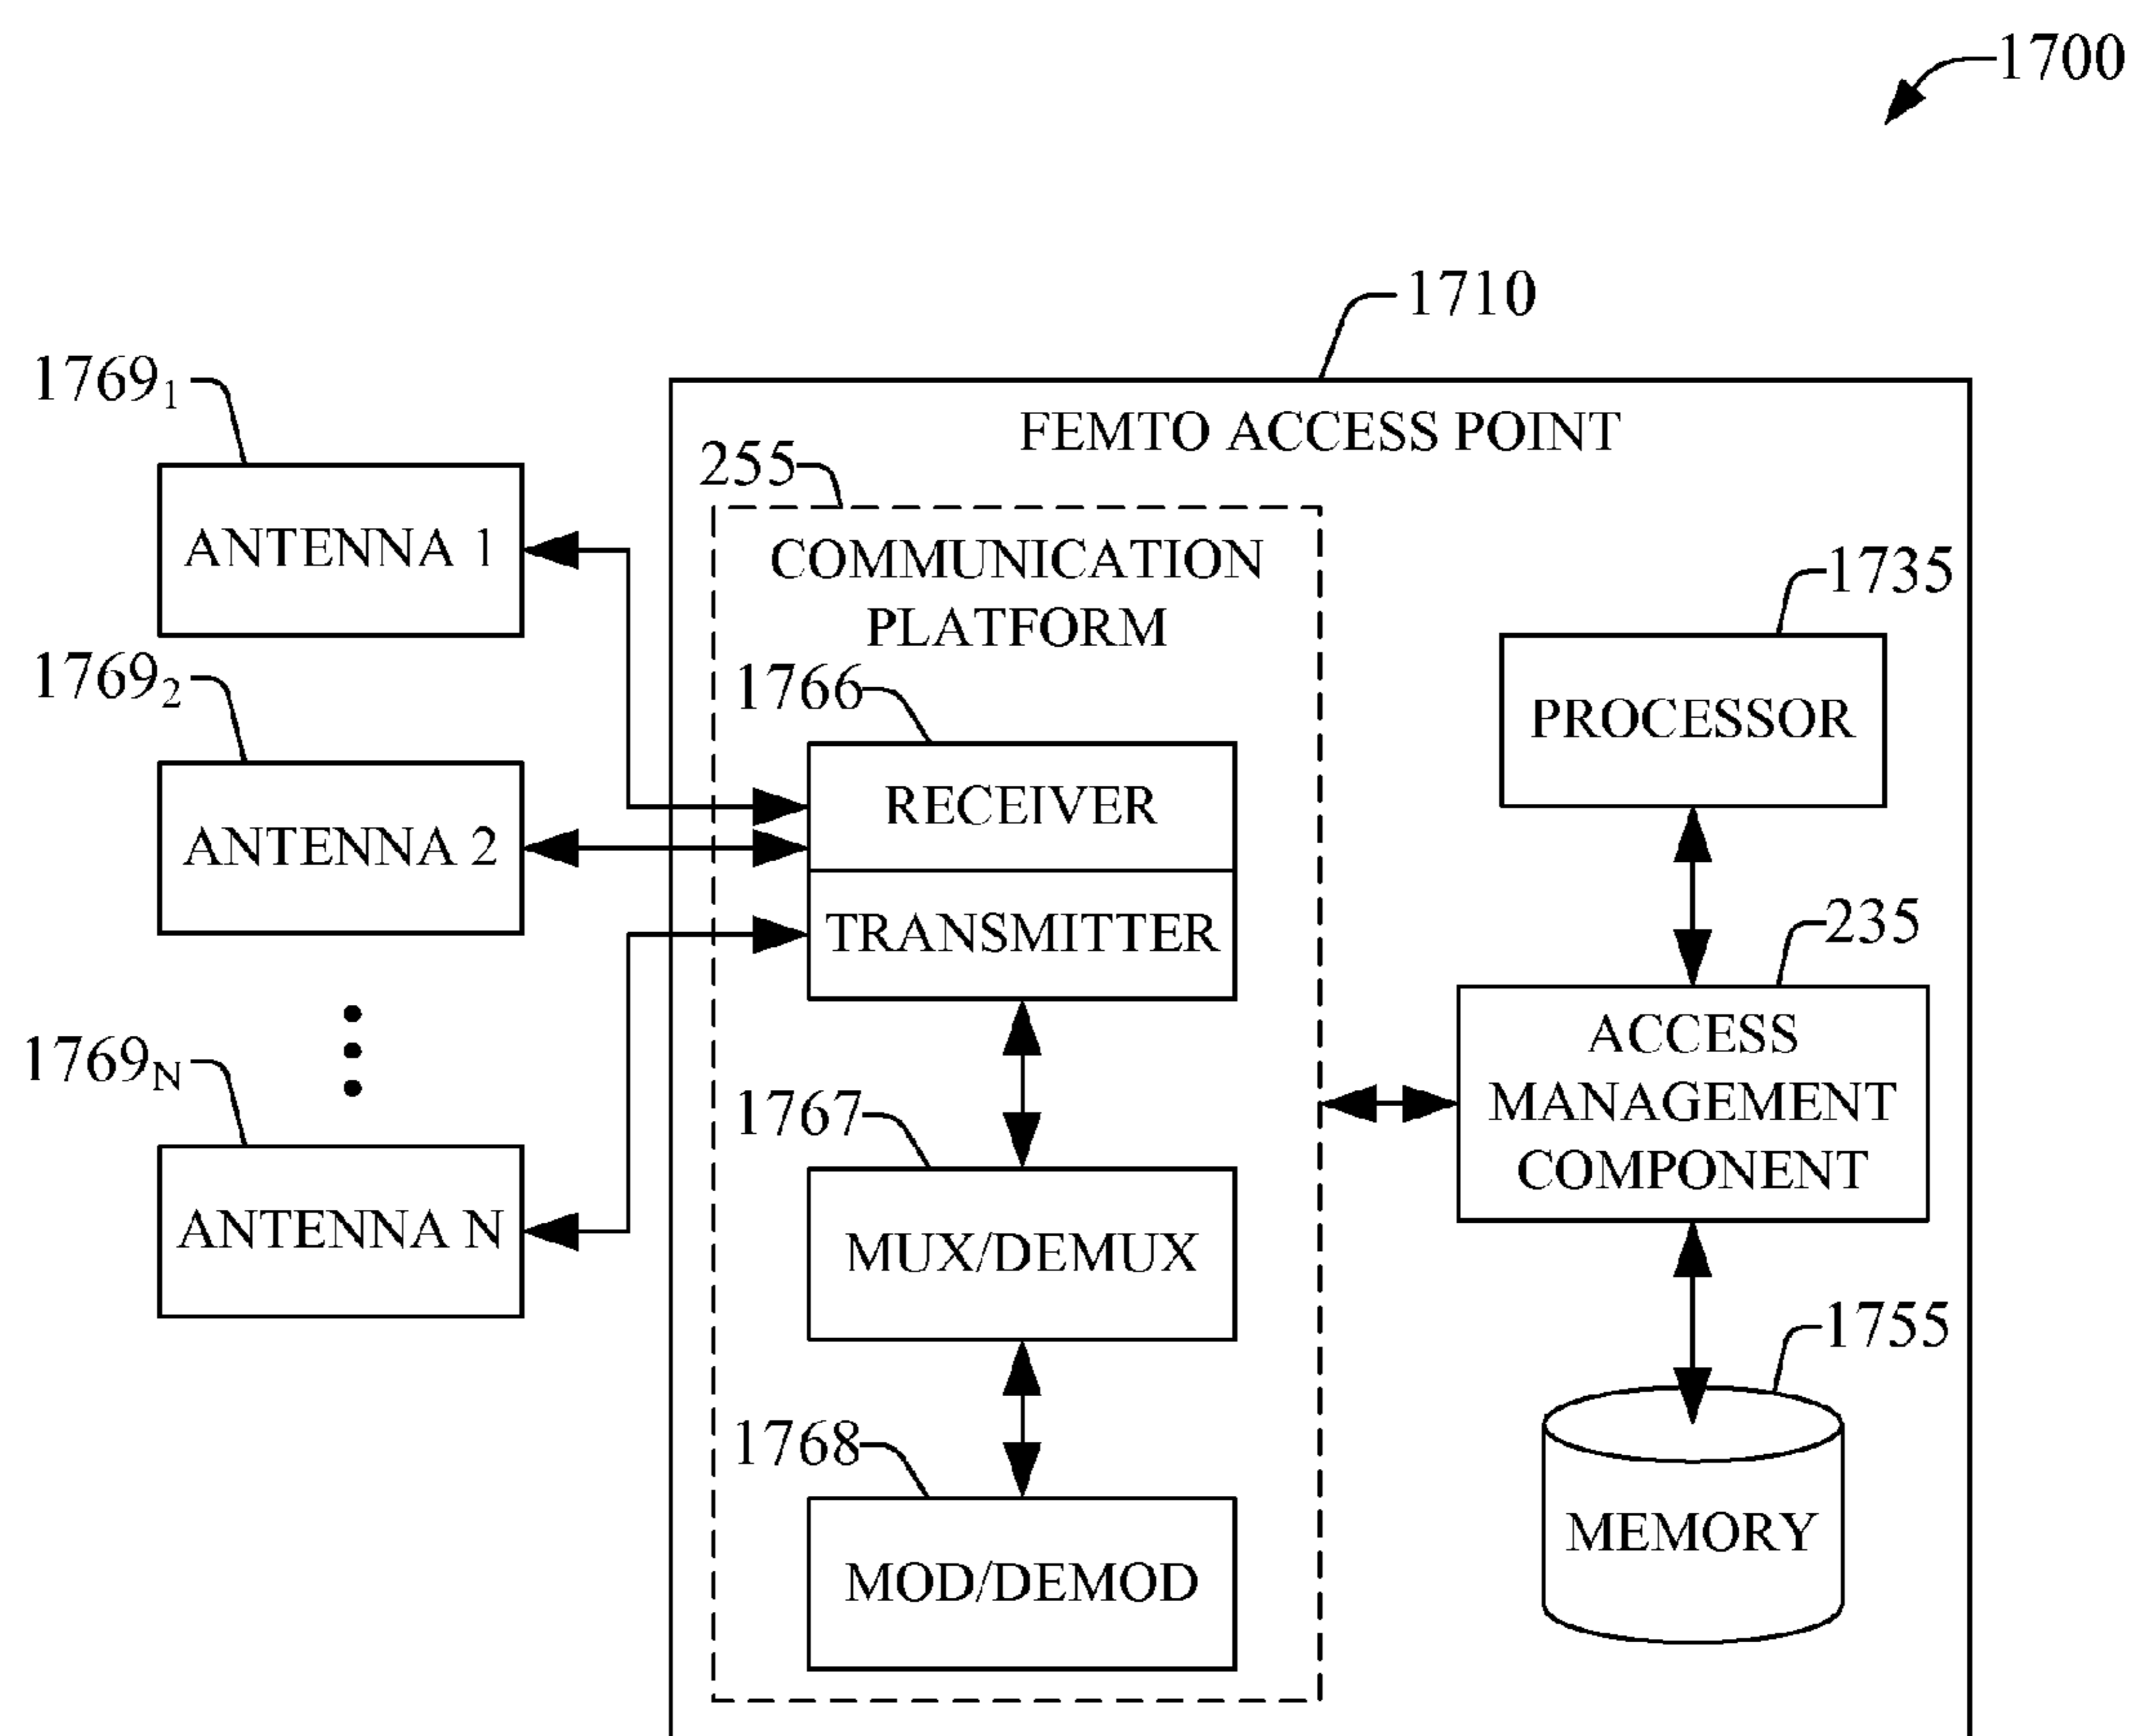 1700
1710
1769₁
FEMTO ACCESS POINT
255
ANTENNA 1
COMMUNICATION
PLATFORM
1735
1769₂
1766
PROCESSOR
RECEIVER
ANTENNA 2
235
TRANSMITTER
ACCESS
MANAGEMENT
COMPONENT
1769N
1767
ANTENNA N
MUX/DEMUX
1755
1768
MEMORY
MOD/DEMOD